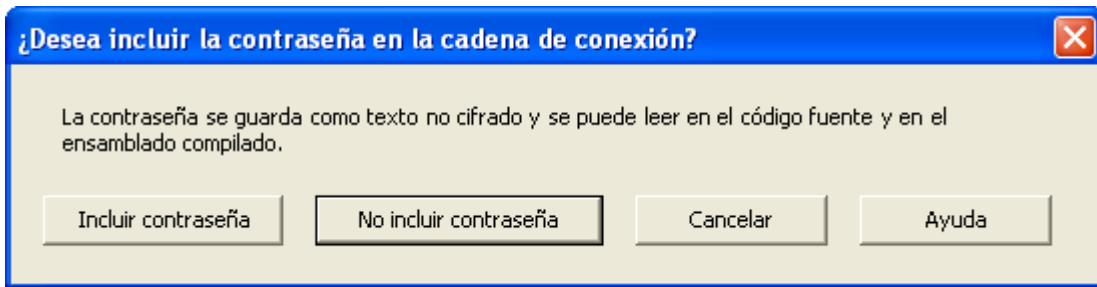 ¿Desea incluir la contraseña en la cadena de conexión?
La contraseña se guarda como texto no cifrado y se puede leer en el código fuente y en el
ensamblado compilado.
Incluir contraseña
No incluir contraseña
Cancelar
Ayuda